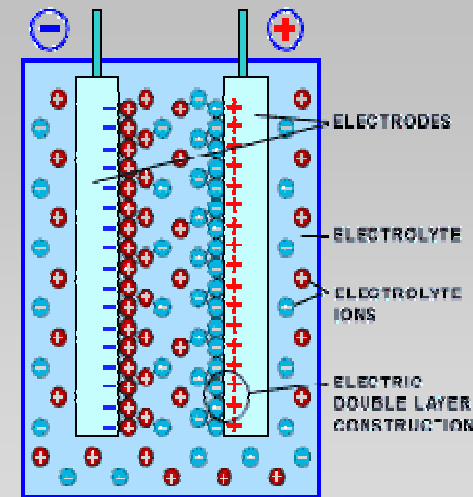 ELECTRODES
ELECTROLYTE
ELECTROLYTE
IONS
ELECTRIC
DOUBLE LAYER
CONSTRUCTION